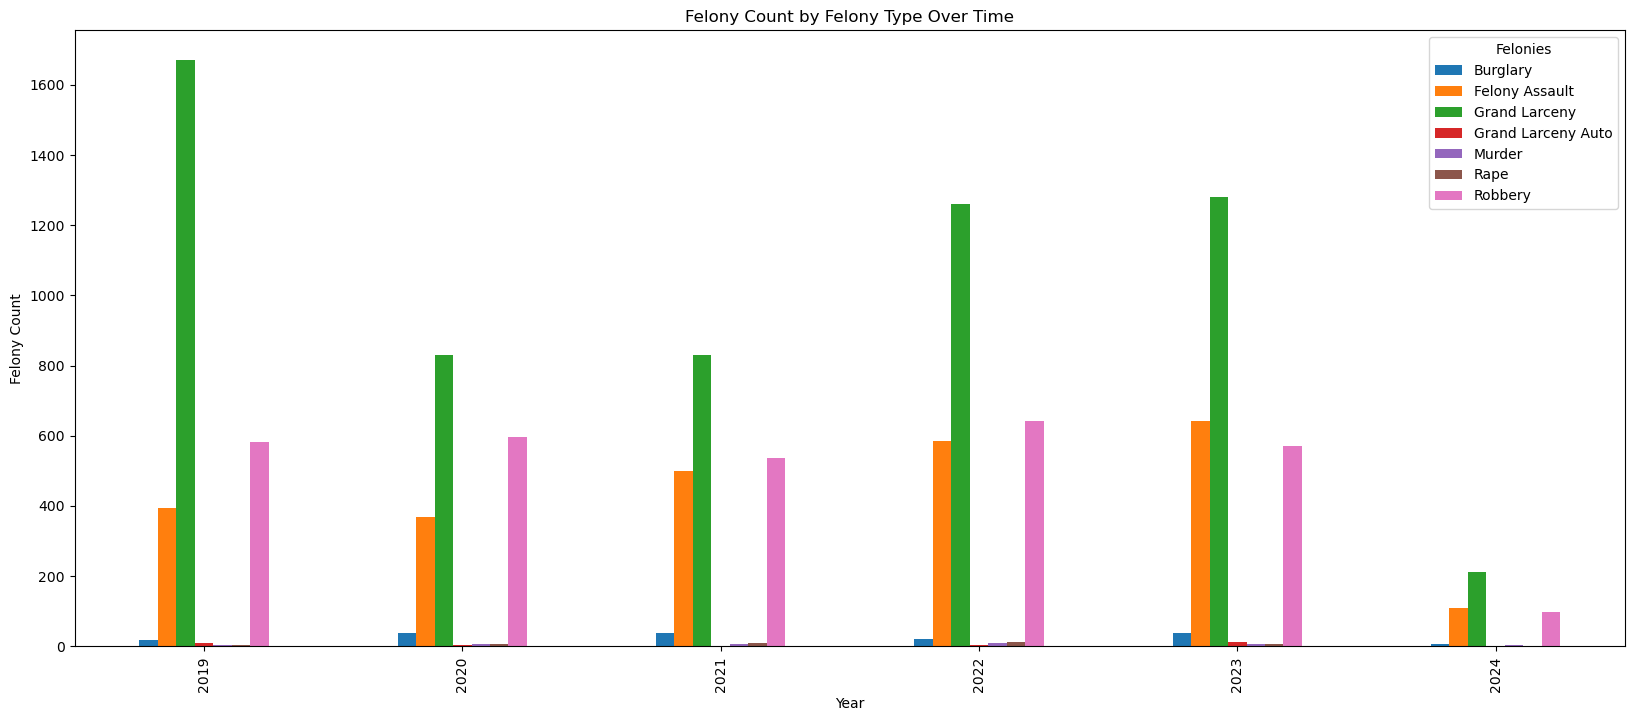 Felony Count by Felony Type Over Time
Felonies
Burglary
Felony Assault
Grand Larceny
Grand Larceny Auto
Murder
Rape
Robbery
Felony Count
1600
1400
1200
1000
800
600
400
200
0
2019
2020
2021
2022
2023
2024
Year